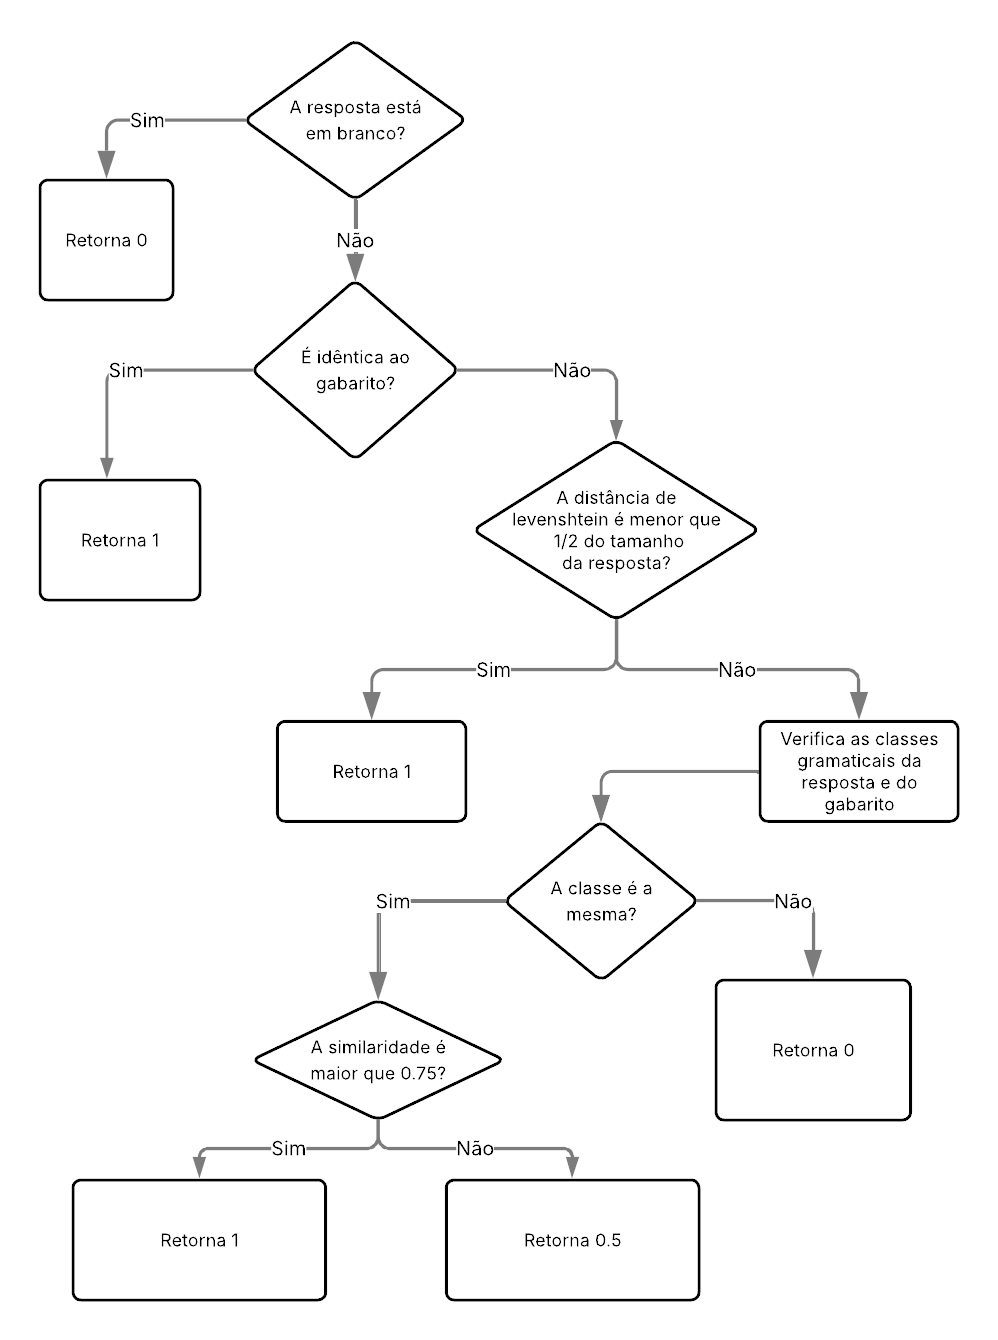 A resposta está
em branco?
Sim
Retorna 0
Não
É idêntica ao
gabarito?
Sim
Não
Retorna 1
A distância de
levenshtein é menor que
1/2 do tamanho
da resposta?
Sim
Não
Retorna 1
Verifica as classes
gramaticais da
resposta e do
gabarito
A classe é a
mesma?
Sim
Não
Retorna 0
A similaridade é
maior que 0.75?
Sim
Não
Retorna 1
Retorna 0.5